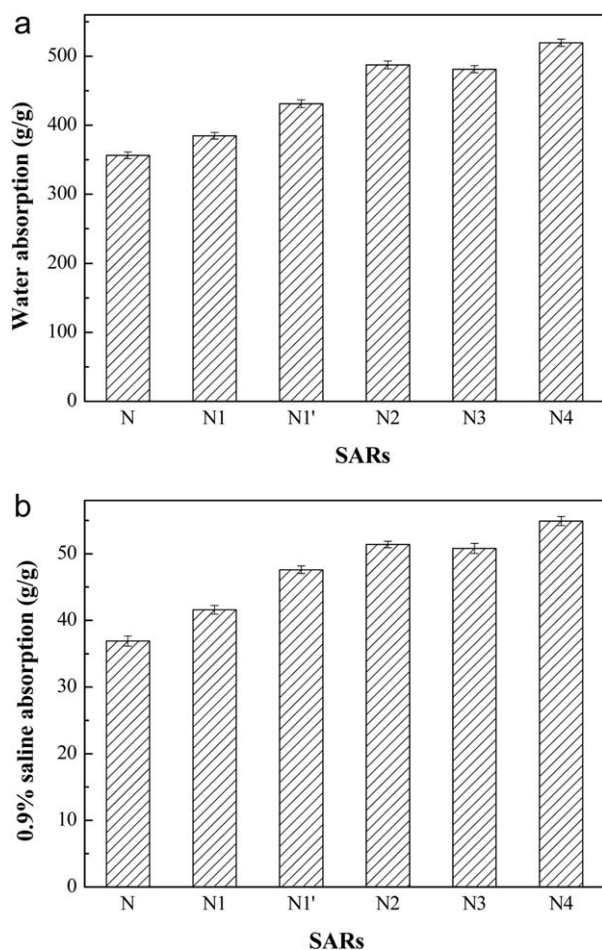 a
Water absorption (g/g)
500
400
300
200
100
0
N N1 N1' N2 N3 N4
SARs
b
0.9% saline absorption (g/g)
50
40
30
20
10
0
N N1 N1' N2 N3 N4
SARs